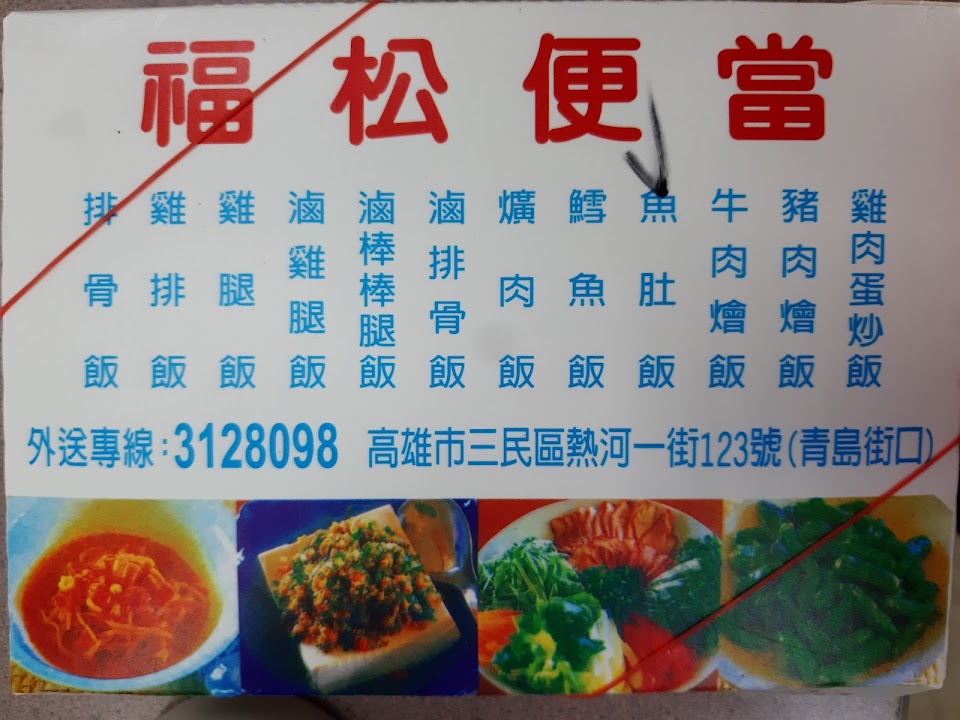 福松便當
排骨飯
雞排飯
雞腿飯
滷雞腿飯
滷棒棒腿飯
滷排骨飯
爌肉飯
鱈魚飯
魚肚飯
牛肉燴飯
豬肉燴飯
雞肉蛋炒飯
外送專線:3128098 高雄市三民區熱河一街123號(青島街口)